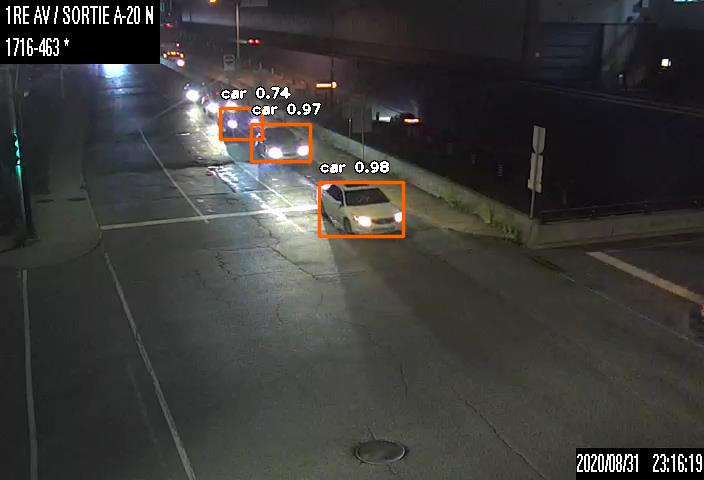 1RE AV / SORTIE A-20 N
1716-463 *
car 0.74
car 0.97
car 0.98
2020/08/31 23:16:19